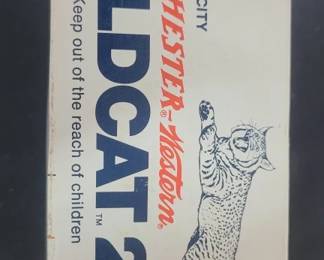 CITY
HESTER-Western®
LDCAT™ 2
Keep out of the reach of children